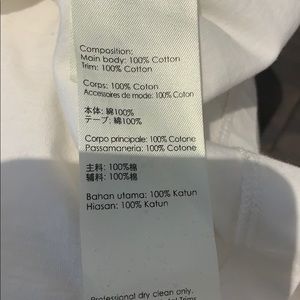 Composition:
Main body: 100% Cotton
Trim: 100% Cotton
Corps: 100% Coton
Accessoires de mode: 100% Coton
本体: 綿100%
テープ: 綿100%
Corpo principale: 100% Cotone
Passamaneria: 100% Cotone
主料: 100%棉
辅料: 100%棉
Bahan utama: 100% Katun
Hiasan: 100% Katun
Professional dry clean only.